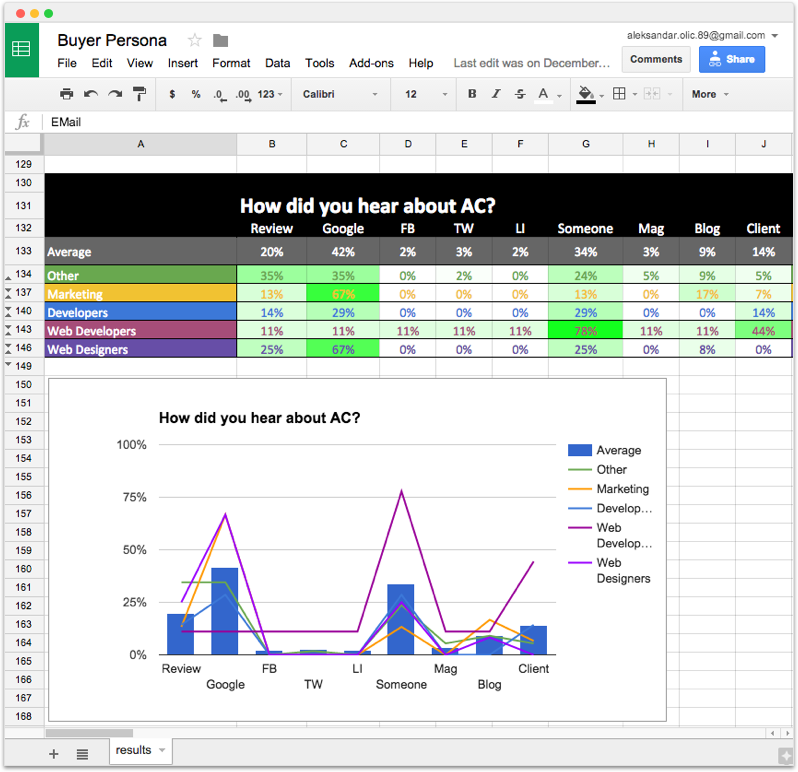 Buyer Persona
aleksandar.olic.89@gmail.com
File Edit View Insert Format Data Tools Add-ons Help Last edit was on December…
Comments Share
$ % .0 .00 123 Calibri 12 B I S A More
fx EMail
A B C D E F G H I J
129
130
131 How did you hear about AC?
132 Review Google FB TW LI Someone Mag Blog Client
133 Average 20% 42% 2% 3% 2% 34% 3% 9% 14%
134 Other 35% 35% 0% 2% 0% 24% 5% 9% 5%
137 Marketing 13% 67% 0% 0% 0% 13% 0% 17% 7%
140 Developers 14% 29% 0% 0% 0% 29% 0% 0% 14%
143 Web Developers 11% 11% 11% 11% 11% 78% 11% 11% 44%
146 Web Designers 25% 67% 0% 0% 0% 25% 0% 8% 0%
149
150
151
152
153
154
155
156
157
158
159
160
161
162
163
164
165
166
167
168
How did you hear about AC?
100%
75%
50%
25%
0%
Review FB LI Mag Client
Google TW Someone Blog
Average
Other
Marketing
Develop…
Web
Develop…
Web
Designers
results